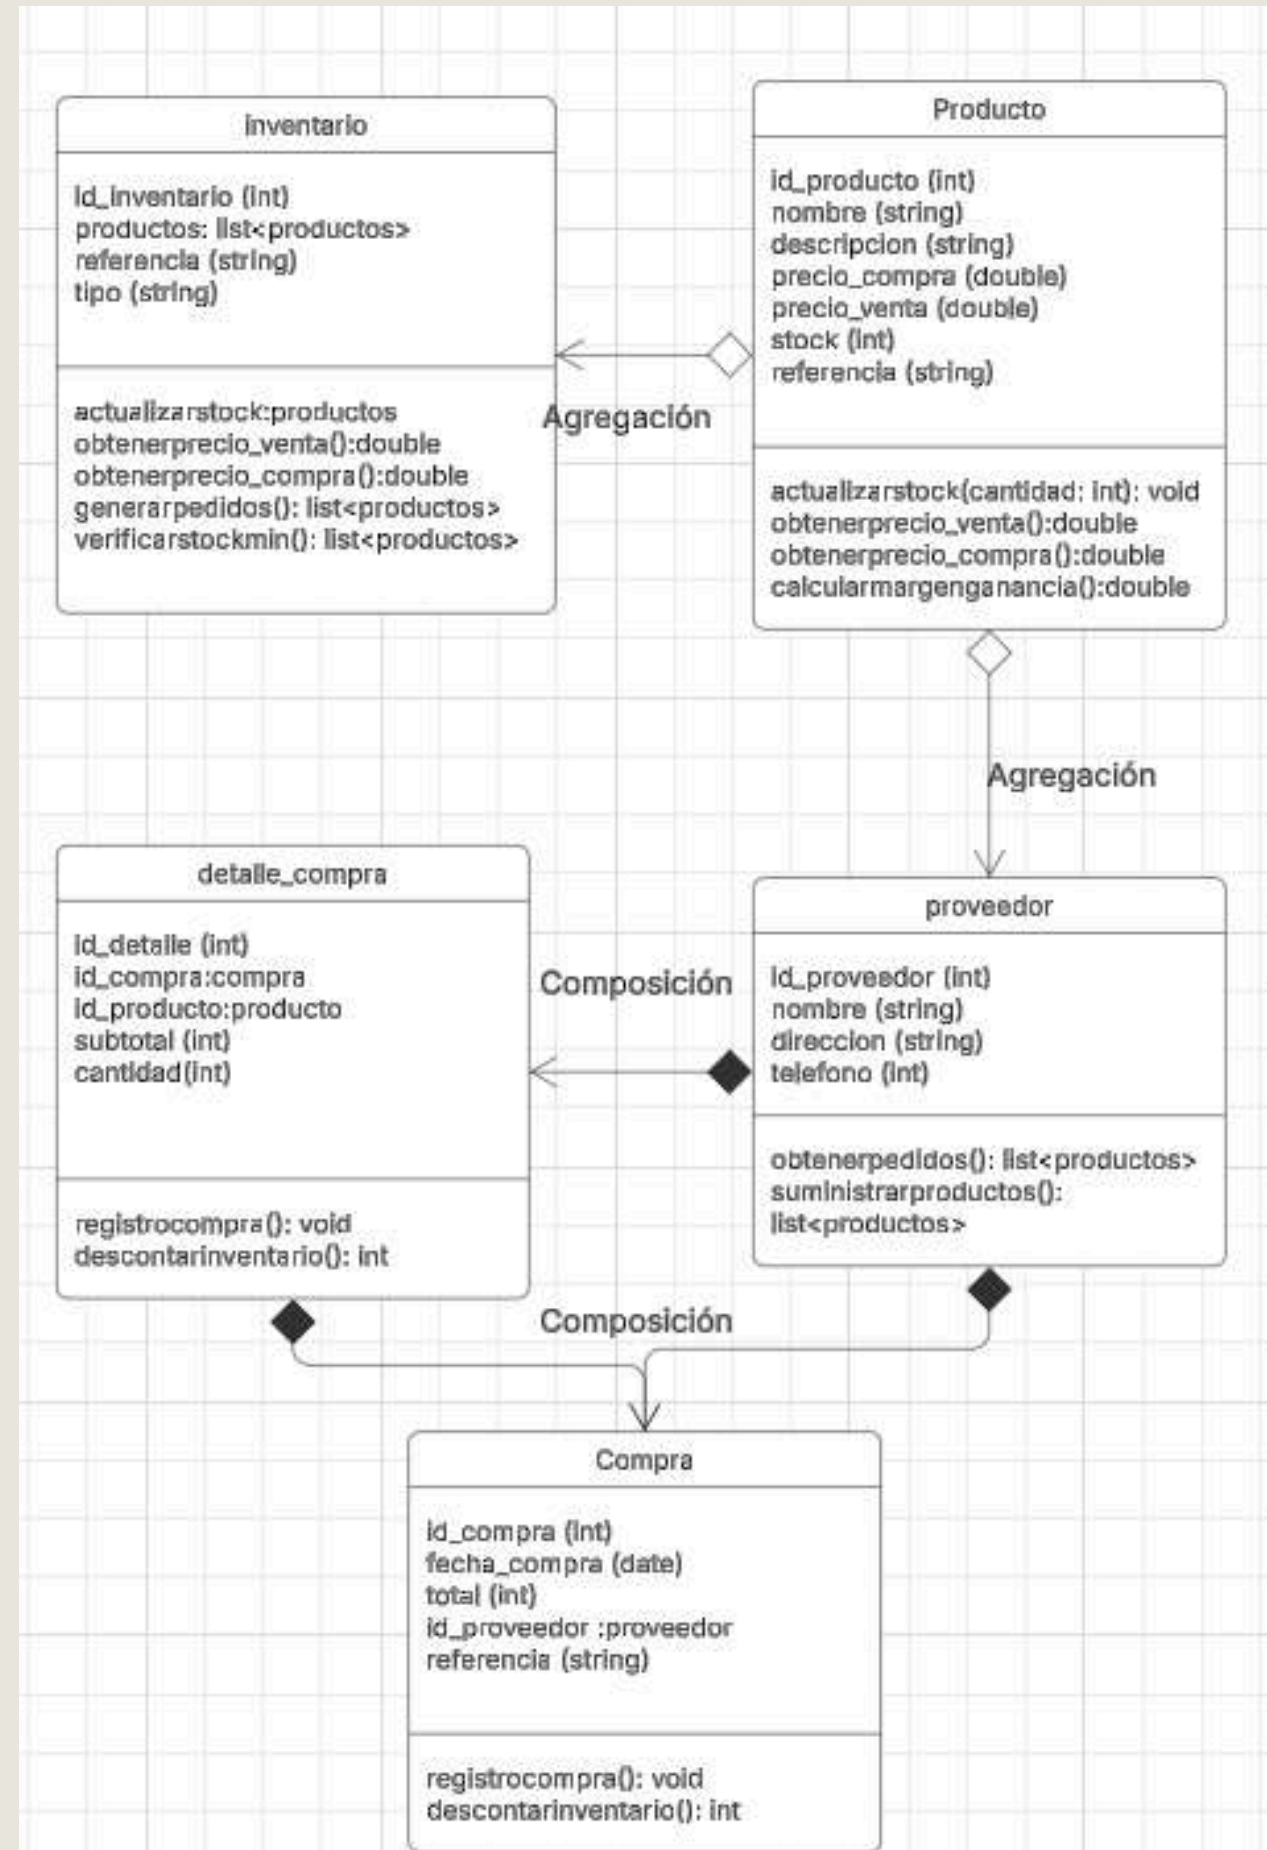 inventario
id_inventario (int)
productos: list<productos>
referencia (string)
tipo (string)
actualizarstock:productos
obtenerprecio_venta():double
obtenerprecio_compra():double
generarpedidos(): list<productos>
verificarstockmin(): list<productos>
Agregación
Producto
id_producto (int)
nombre (string)
descripcion (string)
precio_compra (double)
precio_venta (double)
stock (int)
referencia (string)
actualizarstock(cantidad: int): void
obtenerprecio_venta():double
obtenerprecio_compra():double
calcularmargenganancia():double
Agregación
detalle_compra
id_detalle (int)
id_compra:compra
id_producto:producto
subtotal (int)
cantidad(int)
registrocompra(): void
descontarinventario(): int
Composición
proveedor
id_proveedor (int)
nombre (string)
direccion (string)
telefono (int)
obtenerpedidos(): list<productos>
suministrarproductos():
list<productos>
Composición
Compra
id_compra (int)
fecha_compra (date)
total (int)
id_proveedor :proveedor
referencia (string)
registrocompra(): void
descontarinventario(): int